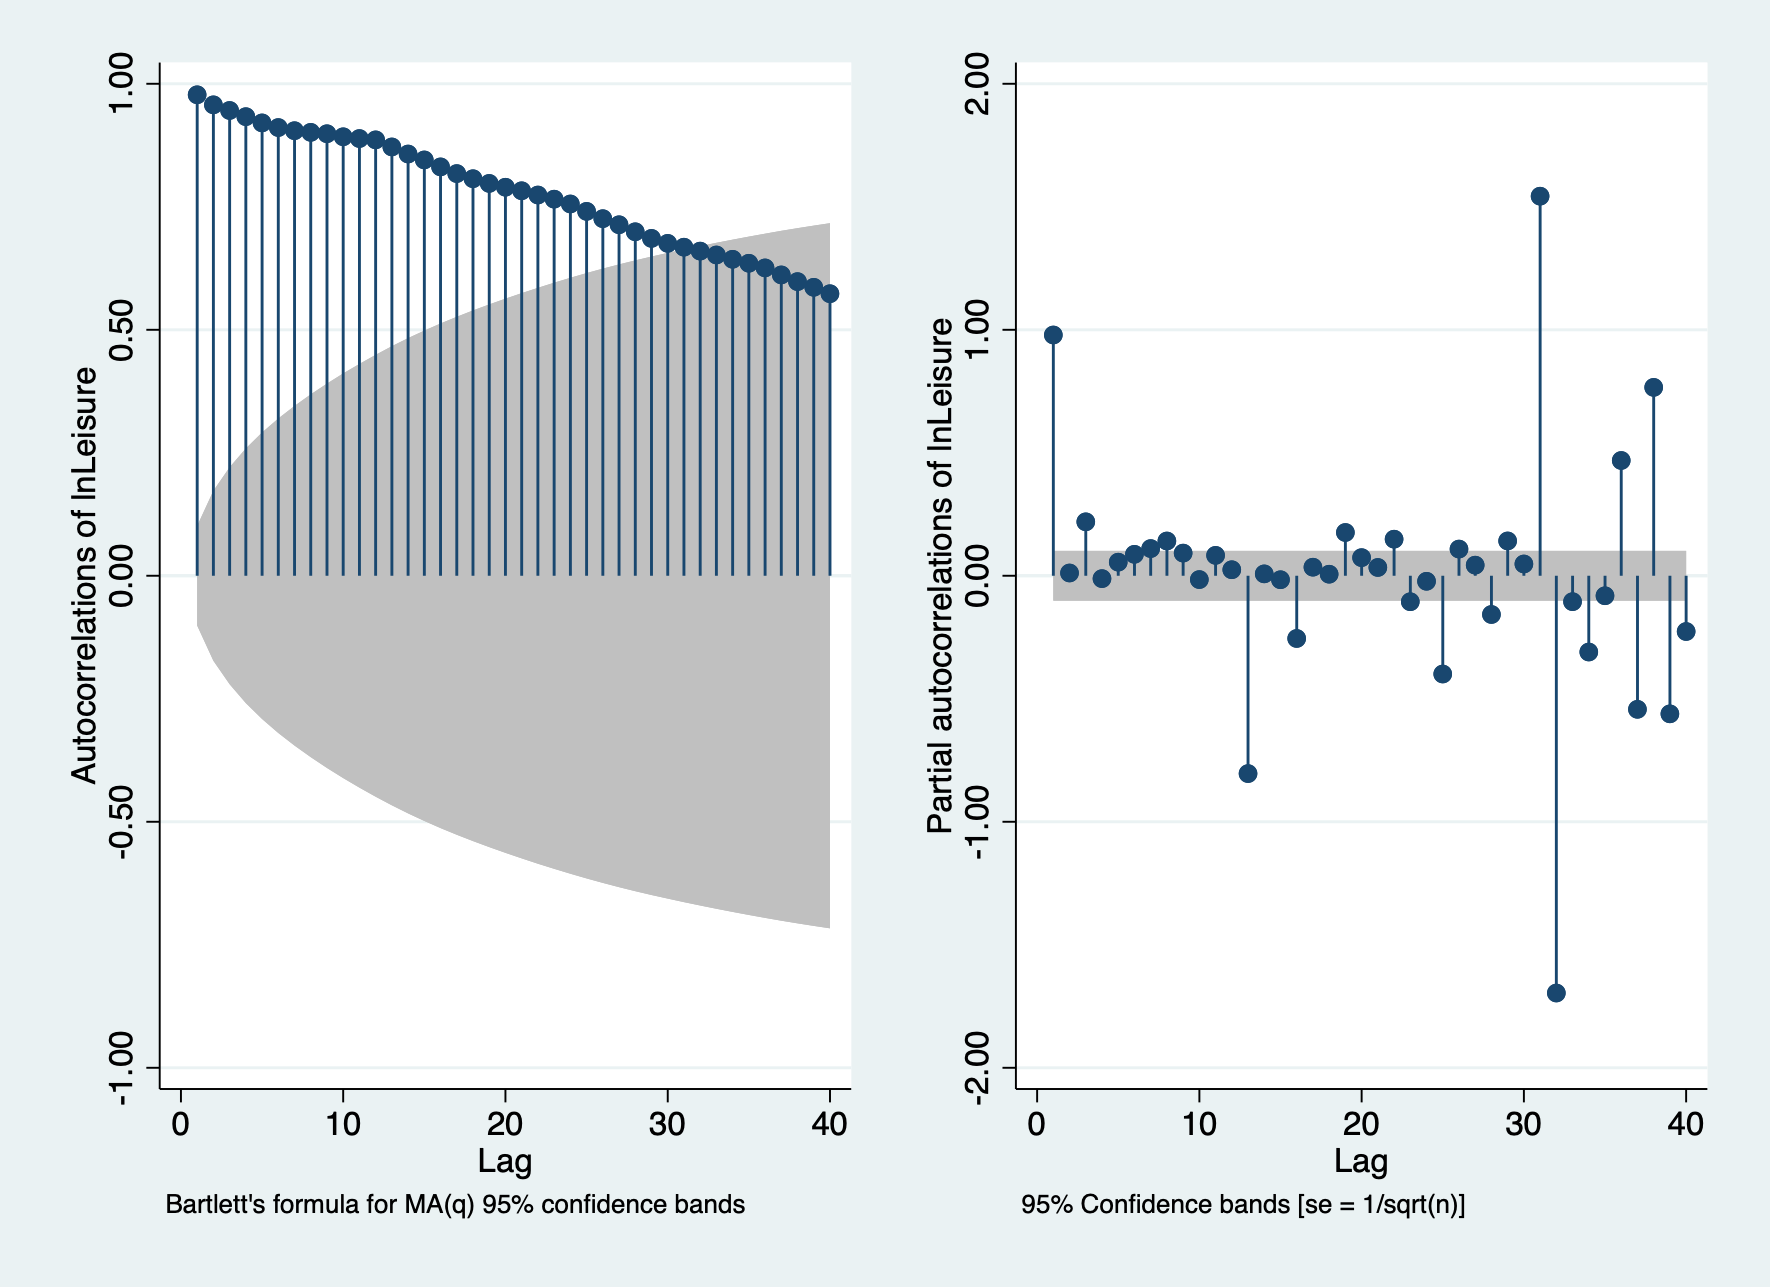 Autocorrelations of lnLeisure
1.00
0.50
0.00
-0.50
-1.00
0 10 20 30 40
Lag
Bartlett's formula for MA(q) 95% confidence bands
Partial autocorrelations of lnLeisure
2.00
1.00
0.00
-1.00
-2.00
0 10 20 30 40
Lag
95% Confidence bands [se = 1/sqrt(n)]